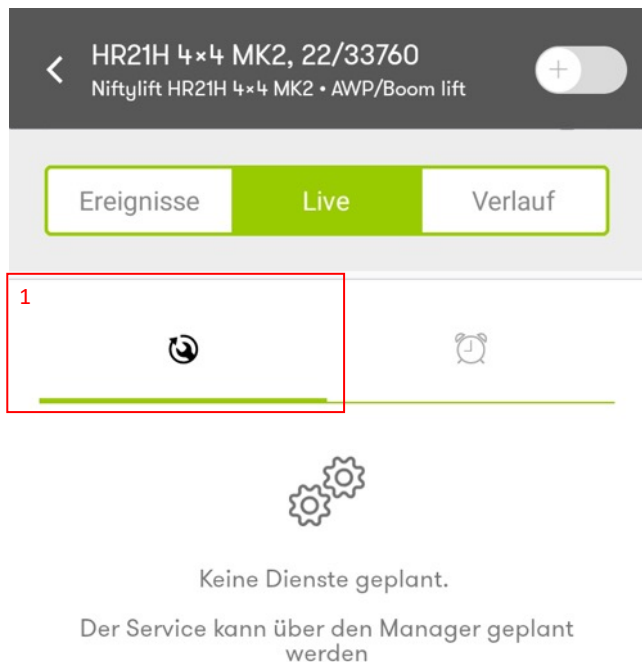 HR21H 4×4 MK2, 22/33760
Niftylift HR21H 4×4 MK2 • AWP/Boom lift
Ereignisse
Live
Verlauf
1
Keine Dienste geplant.
Der Service kann über den Manager geplant
werden